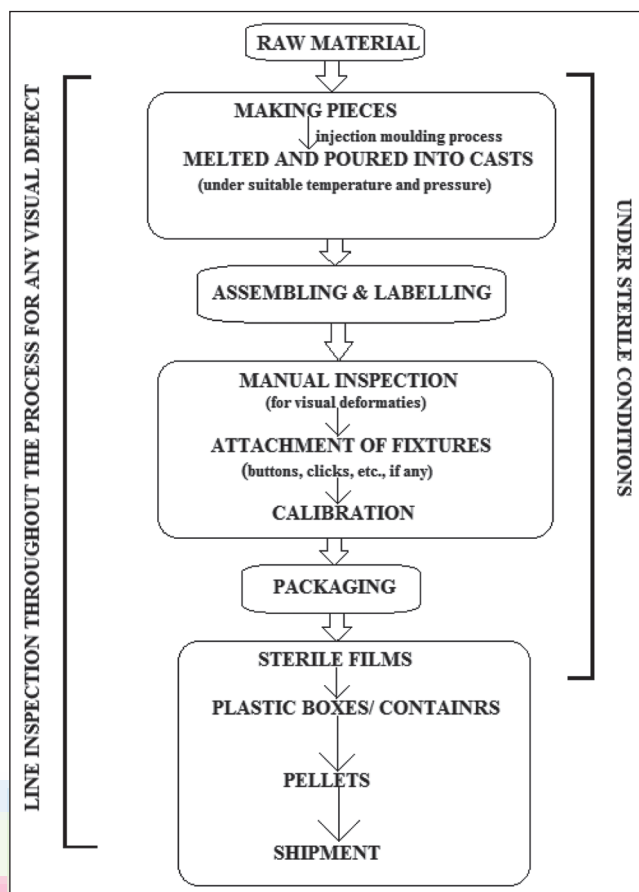 RAW MATERIAL
MAKING PIECES
injection moulding process
MELTED AND POURED INTO CASTS
(under suitable temperature and pressure)
ASSEMBLING & LABELLING
MANUAL INSPECTION
(for visual deformaties)
ATTACHMENT OF FIXTURES
(buttons, clicks, etc., if any)
CALIBRATION
PACKAGING
STERILE FILMS
PLASTIC BOXES/ CONTAINRS
PELLETS
SHIPMENT
LINE INSPECTION THROUGHOUT THE PROCESS FOR ANY VISUAL DEFECT
UNDER STERILE CONDITIONS